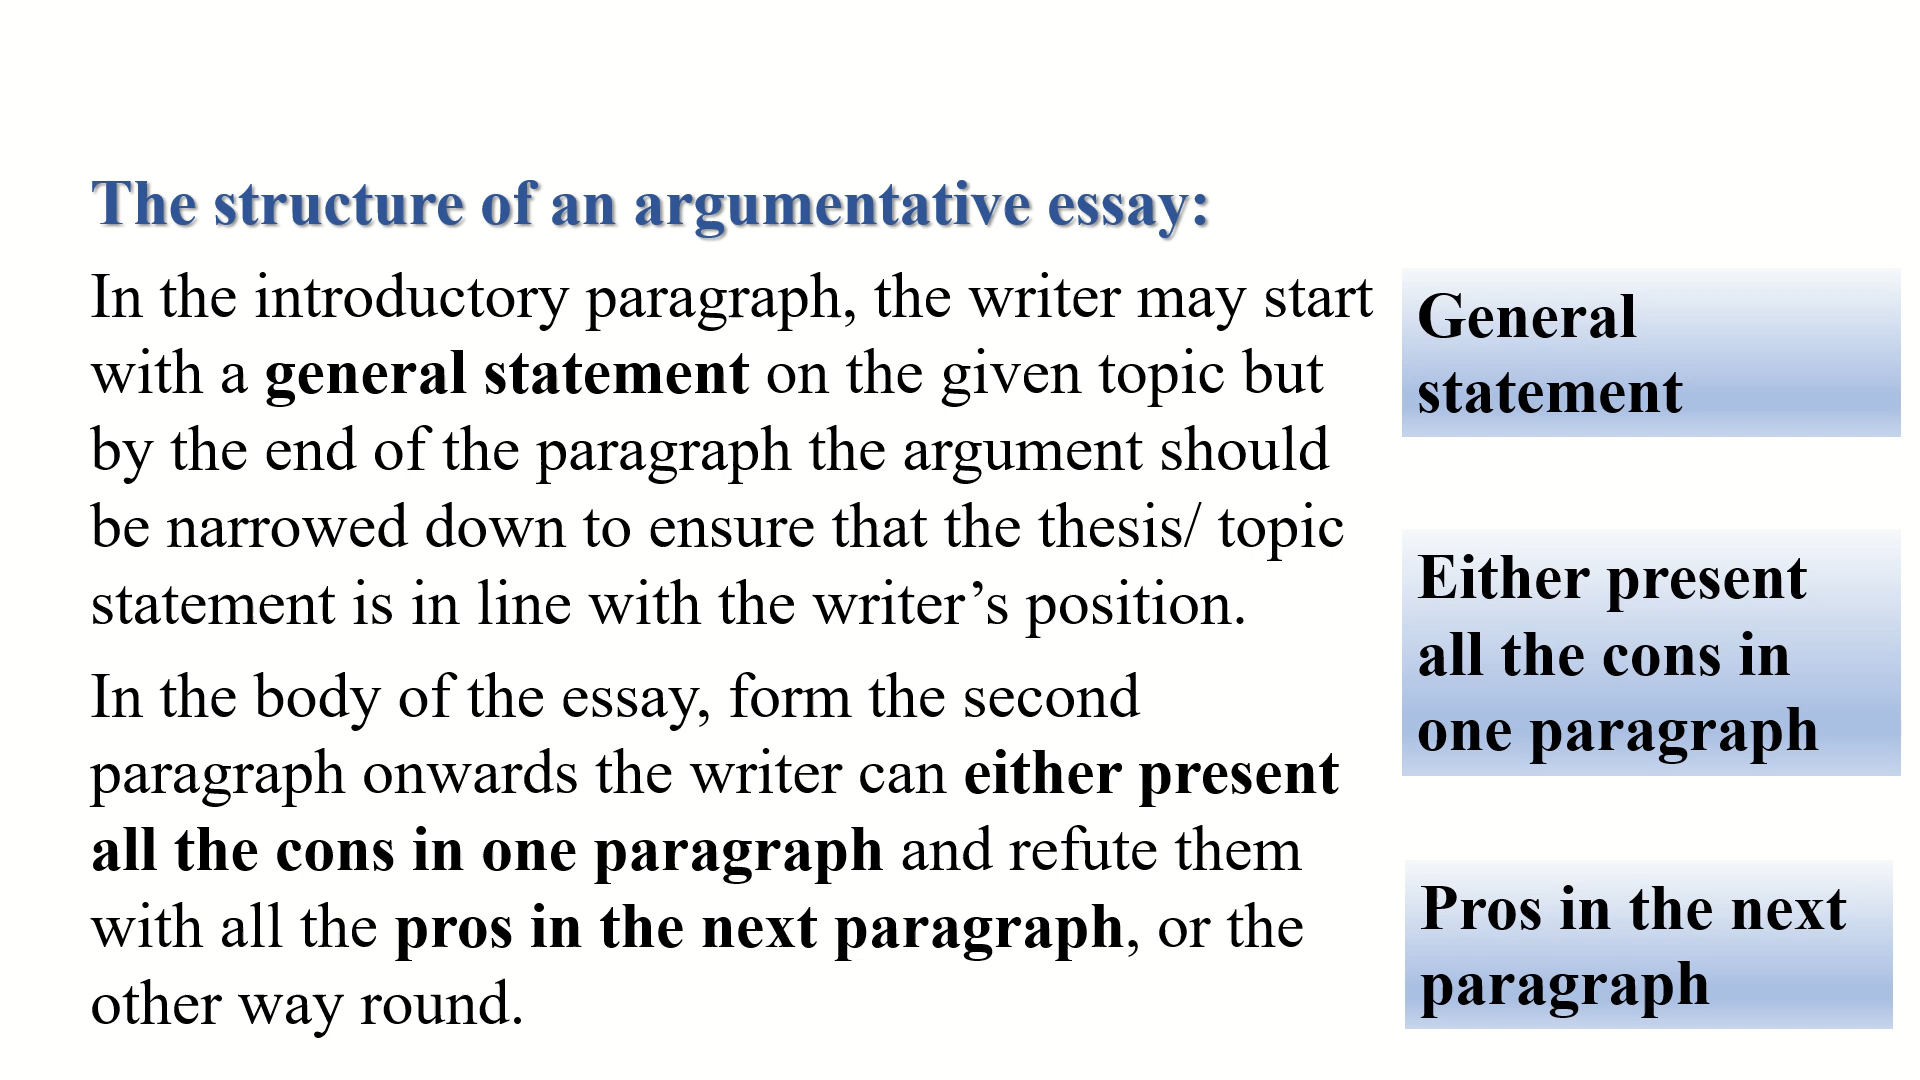 The structure of an argumentative essay:
In the introductory paragraph, the writer may start
with a general statement on the given topic but
by the end of the paragraph the argument should
be narrowed down to ensure that the thesis/ topic
statement is in line with the writer’s position.
In the body of the essay, form the second
paragraph onwards the writer can either present
all the cons in one paragraph and refute them
with all the pros in the next paragraph, or the
other way round.
General
statement
Either present
all the cons in
one paragraph
Pros in the next
paragraph